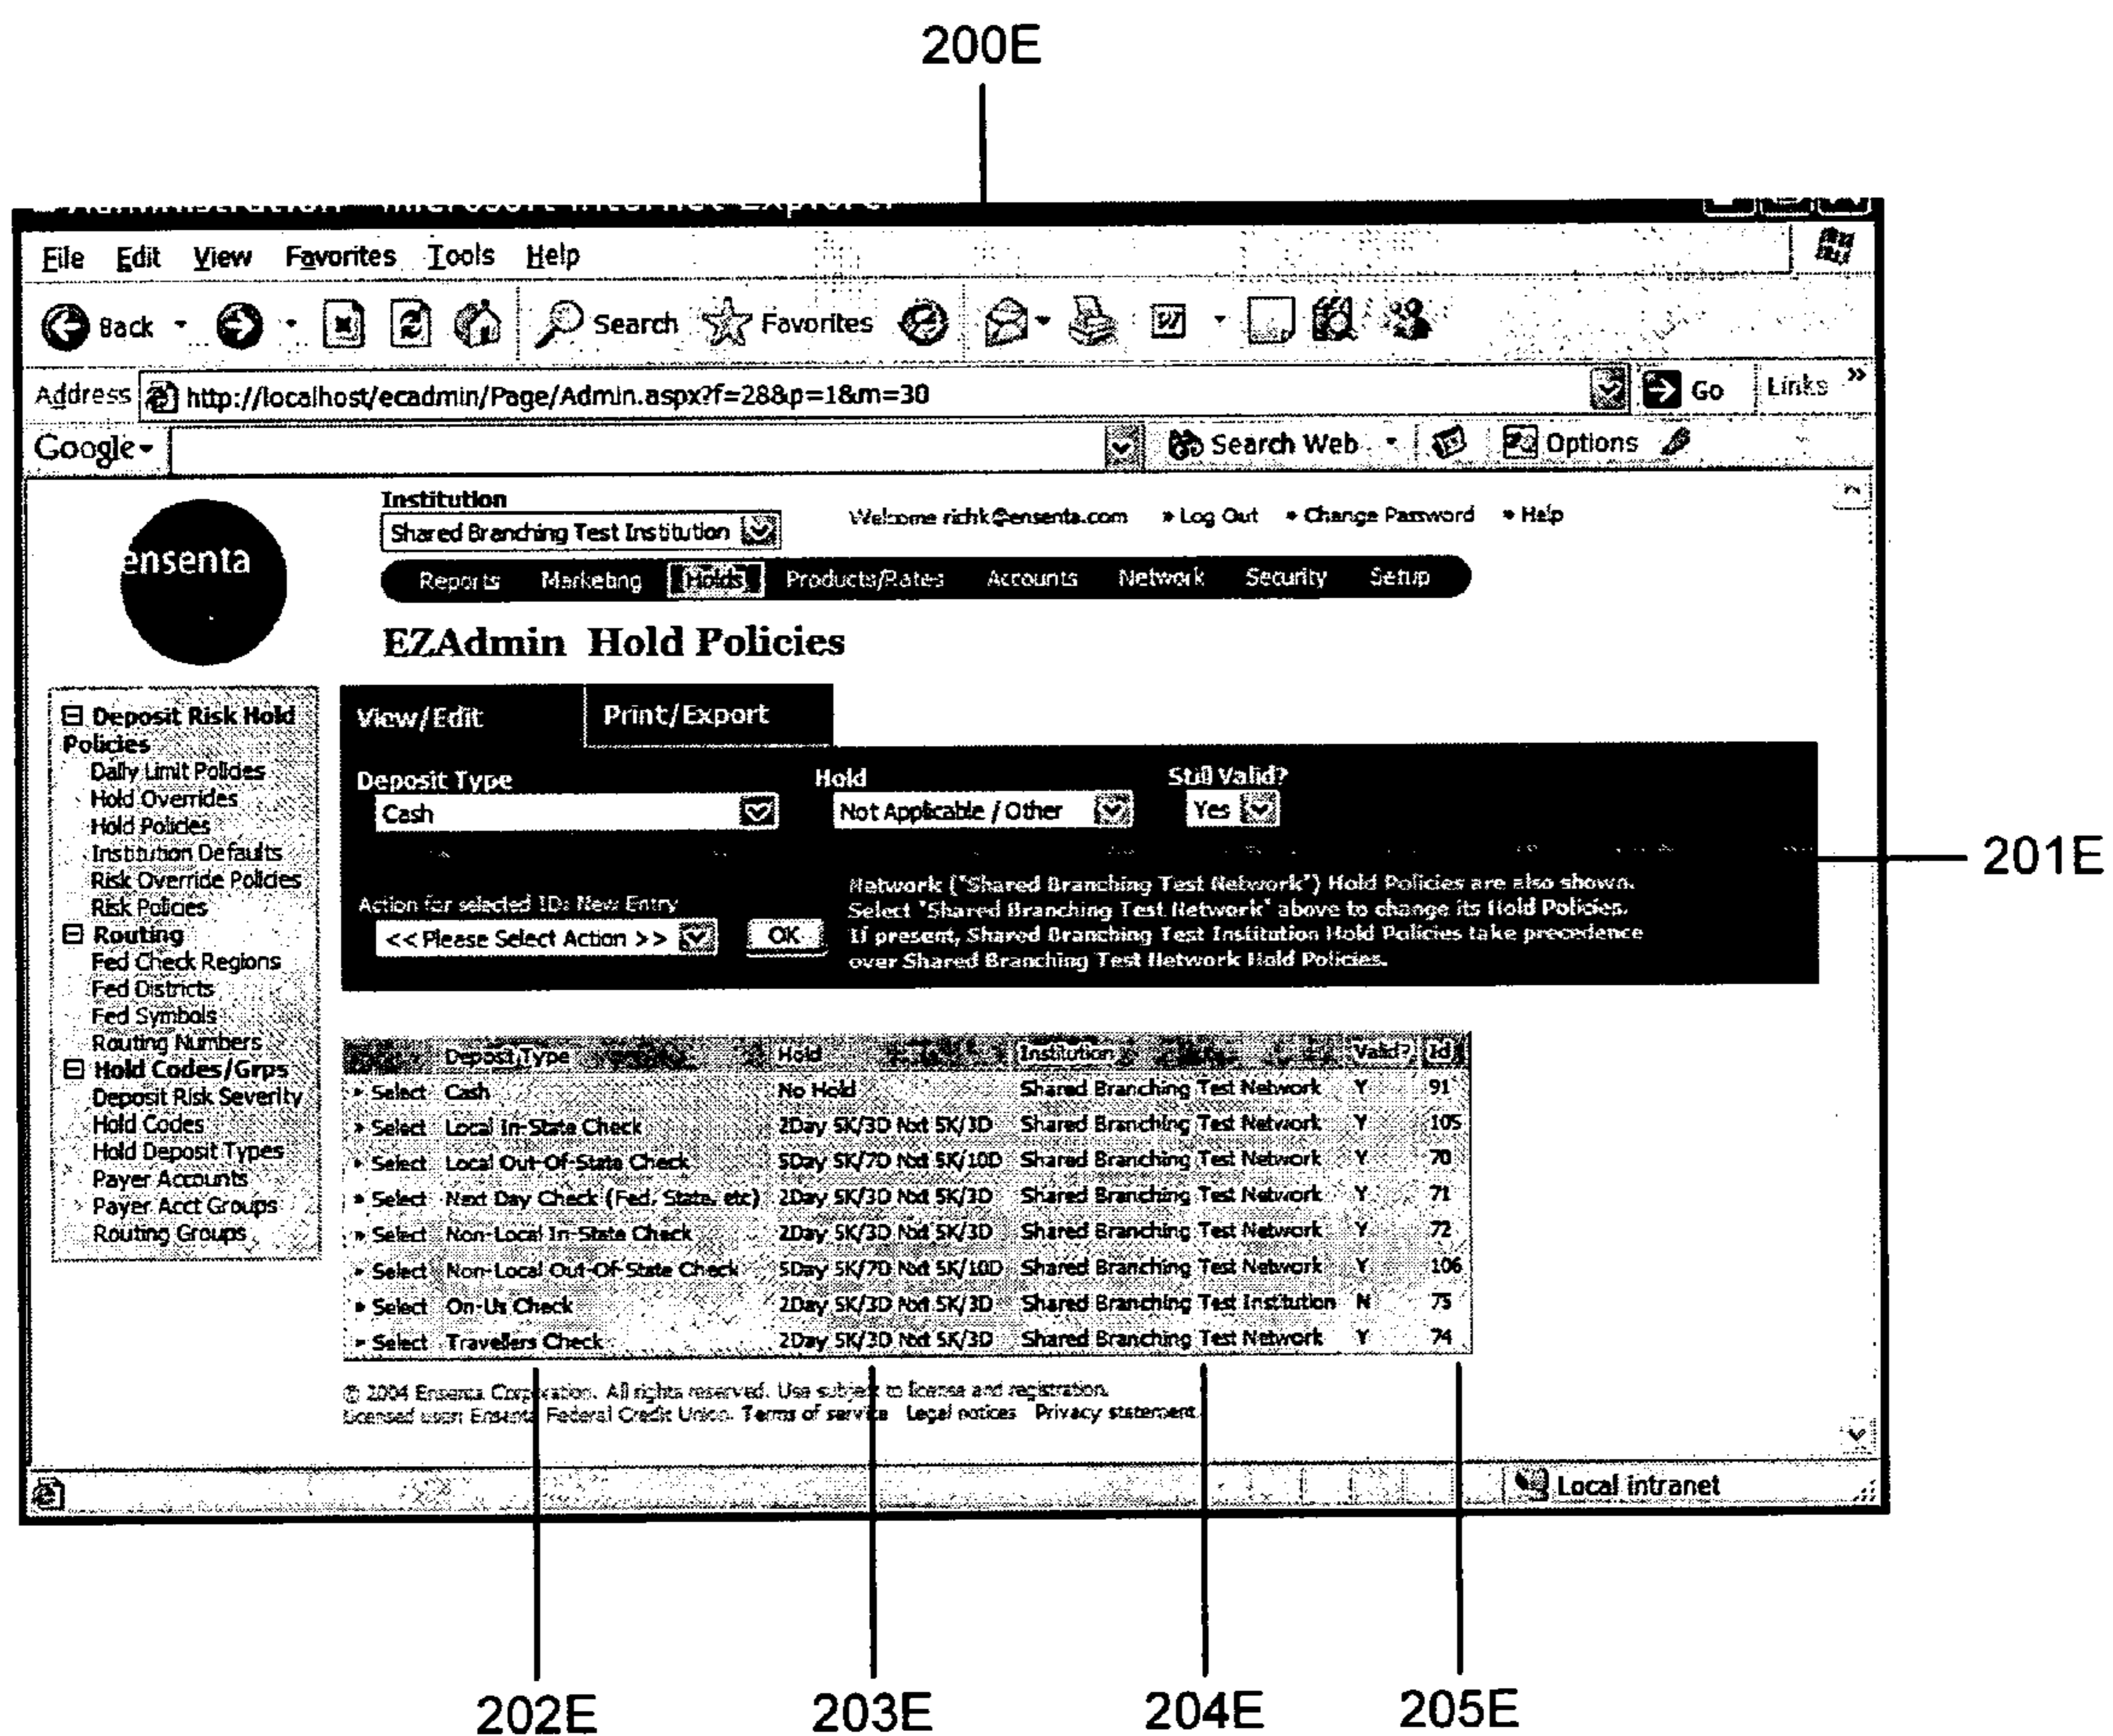 200E
Administration - Microsoft Internet Explorer
File Edit View Favorites Tools Help
Back Search Favorites
Address http://localhost/ecadmin/Page/Admin.aspx?f=28&p=1&m=30 Go Links »
Google Search Web Options
ensenta
Institution
Shared Branching Test Institution
Welcome richk@ensenta.com » Log Out » Change Password » Help
Reports Marketing Holds Products/Rates Accounts Network Security Setup
EZAdmin Hold Policies
Deposit Risk Hold
Policies
Daily Limit Policies
Hold Overrides
Hold Policies
Institution Defaults
Risk Override Policies
Risk Policies
Routing
Fed Check Regions
Fed Districts
Fed Symbols
Routing Numbers
Hold Codes/Grps
Deposit Risk Severity
Hold Codes
Hold Deposit Types
Payer Accounts
Payer Acct Groups
Routing Groups
View/Edit Print/Export
Deposit Type Hold Still Valid?
Cash Not Applicable / Other Yes
201E
Action for selected ID: New Entry
<< Please Select Action >> OK
Network ("Shared Branching Test Network") Hold Policies are also shown.
Select "Shared Branching Test Network" above to change its Hold Policies.
If present, Shared Branching Test Institution Hold Policies take precedence
over Shared Branching Test Network Hold Policies.
Deposit Type Hold Institution Valid? Id
» Select Cash No Hold Shared Branching Test Network Y 91
» Select Local In-State Check 2Day 5K/3D Nxt 5K/3D Shared Branching Test Network Y 105
» Select Local Out-Of-State Check 5Day 5K/7D Nxt 5K/10D Shared Branching Test Network Y 70
» Select Next Day Check (Fed, State, etc) 2Day 5K/3D Nxt 5K/3D Shared Branching Test Network Y 71
» Select Non-Local In-State Check 2Day 5K/3D Nxt 5K/3D Shared Branching Test Network Y 72
» Select Non-Local Out-Of-State Check 5Day 5K/7D Nxt 5K/10D Shared Branching Test Network Y 106
» Select On-Us Check 2Day 5K/3D Nxt 5K/3D Shared Branching Test Institution N 75
» Select Travellers Check 2Day 5K/3D Nxt 5K/3D Shared Branching Test Network Y 74
© 2004 Ensenta Corporation. All rights reserved. Use subject to license and registration.
Licensed user: Ensenta Federal Credit Union. Terms of service Legal notices Privacy statement
Local intranet
202E 203E 204E 205E